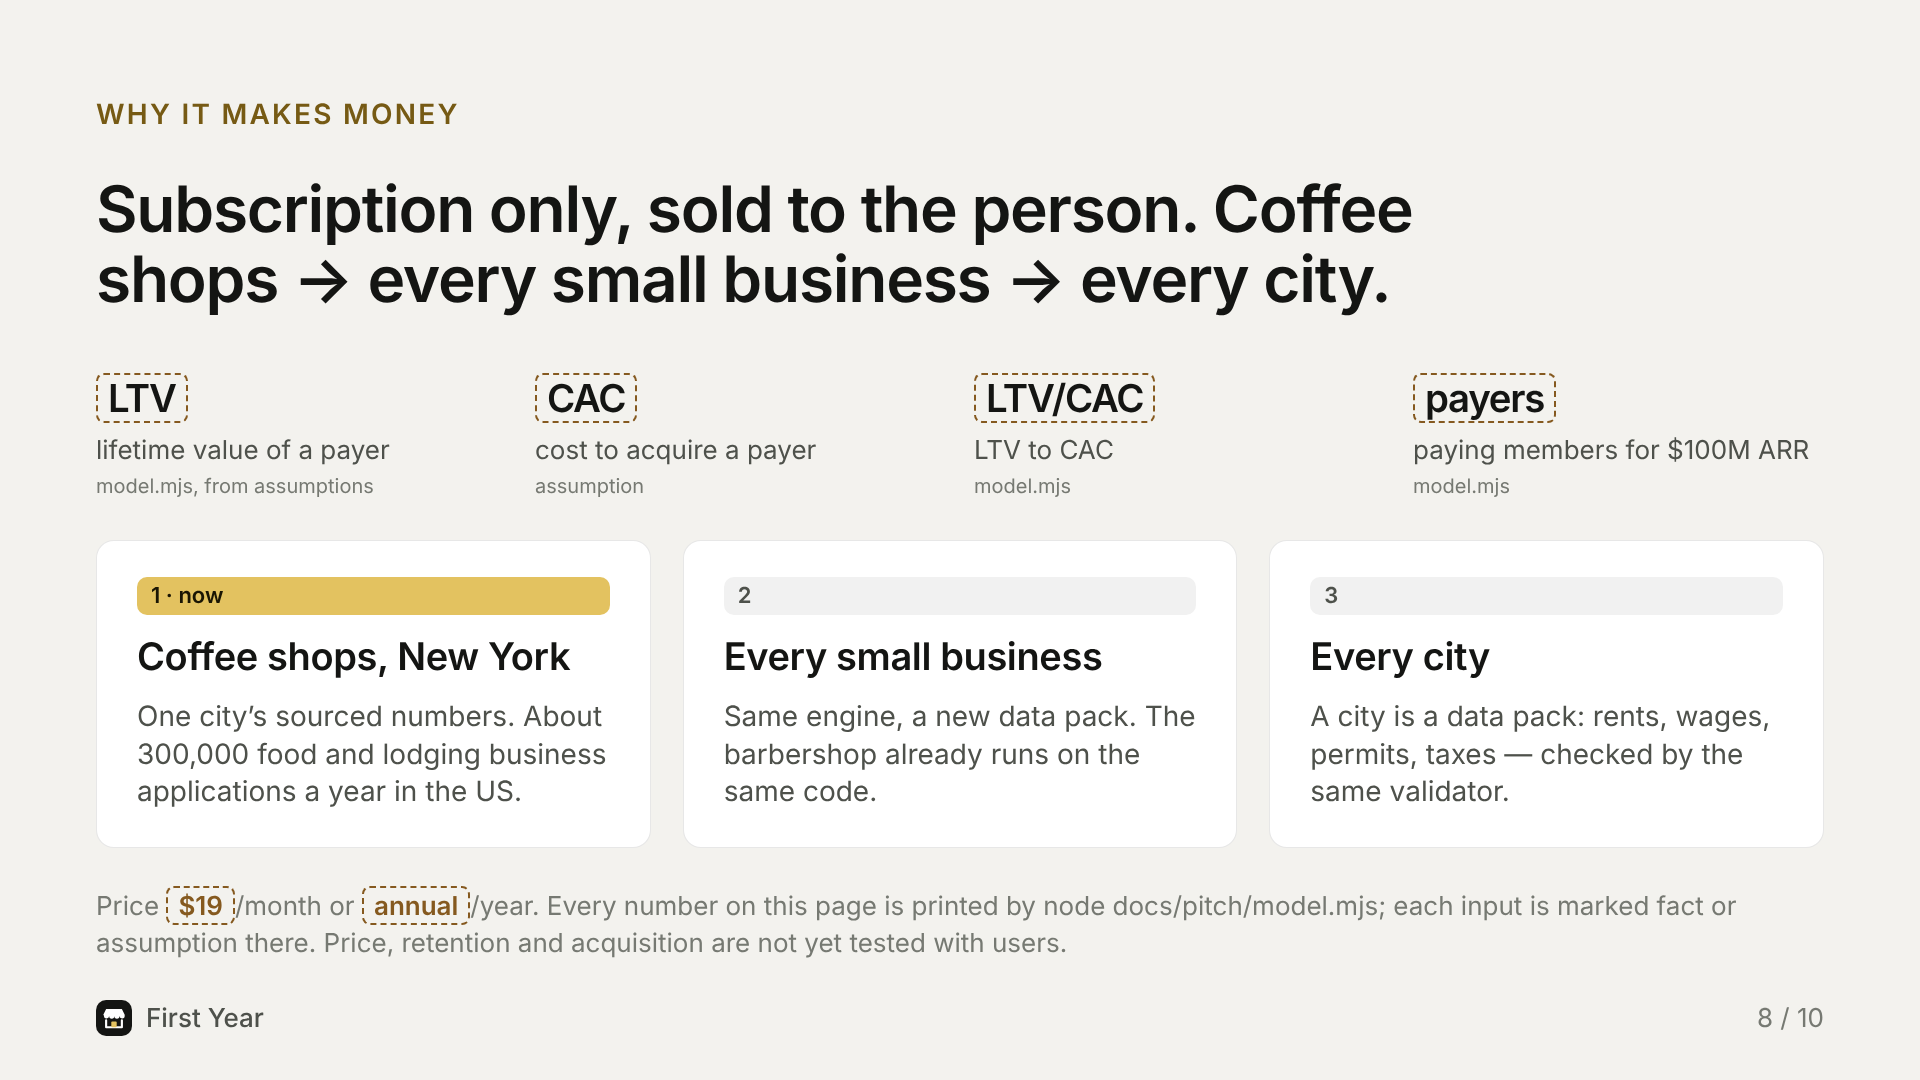 WHY IT MAKES MONEY
Subscription only, sold to the person. Coffee
shops → every small business → every city.
LTV
lifetime value of a payer
model.mjs, from assumptions
CAC
cost to acquire a payer
assumption
LTV/CAC
LTV to CAC
model.mjs
payers
paying members for $100M ARR
model.mjs
1 · now
Coffee shops, New York
One city’s sourced numbers. About
300,000 food and lodging business
applications a year in the US.
2
Every small business
Same engine, a new data pack. The
barbershop already runs on the
same code.
3
Every city
A city is a data pack: rents, wages,
permits, taxes — checked by the
same validator.
Price $19/month or annual/year. Every number on this page is printed by node docs/pitch/model.mjs; each input is marked fact or
assumption there. Price, retention and acquisition are not yet tested with users.
First Year
8 / 10